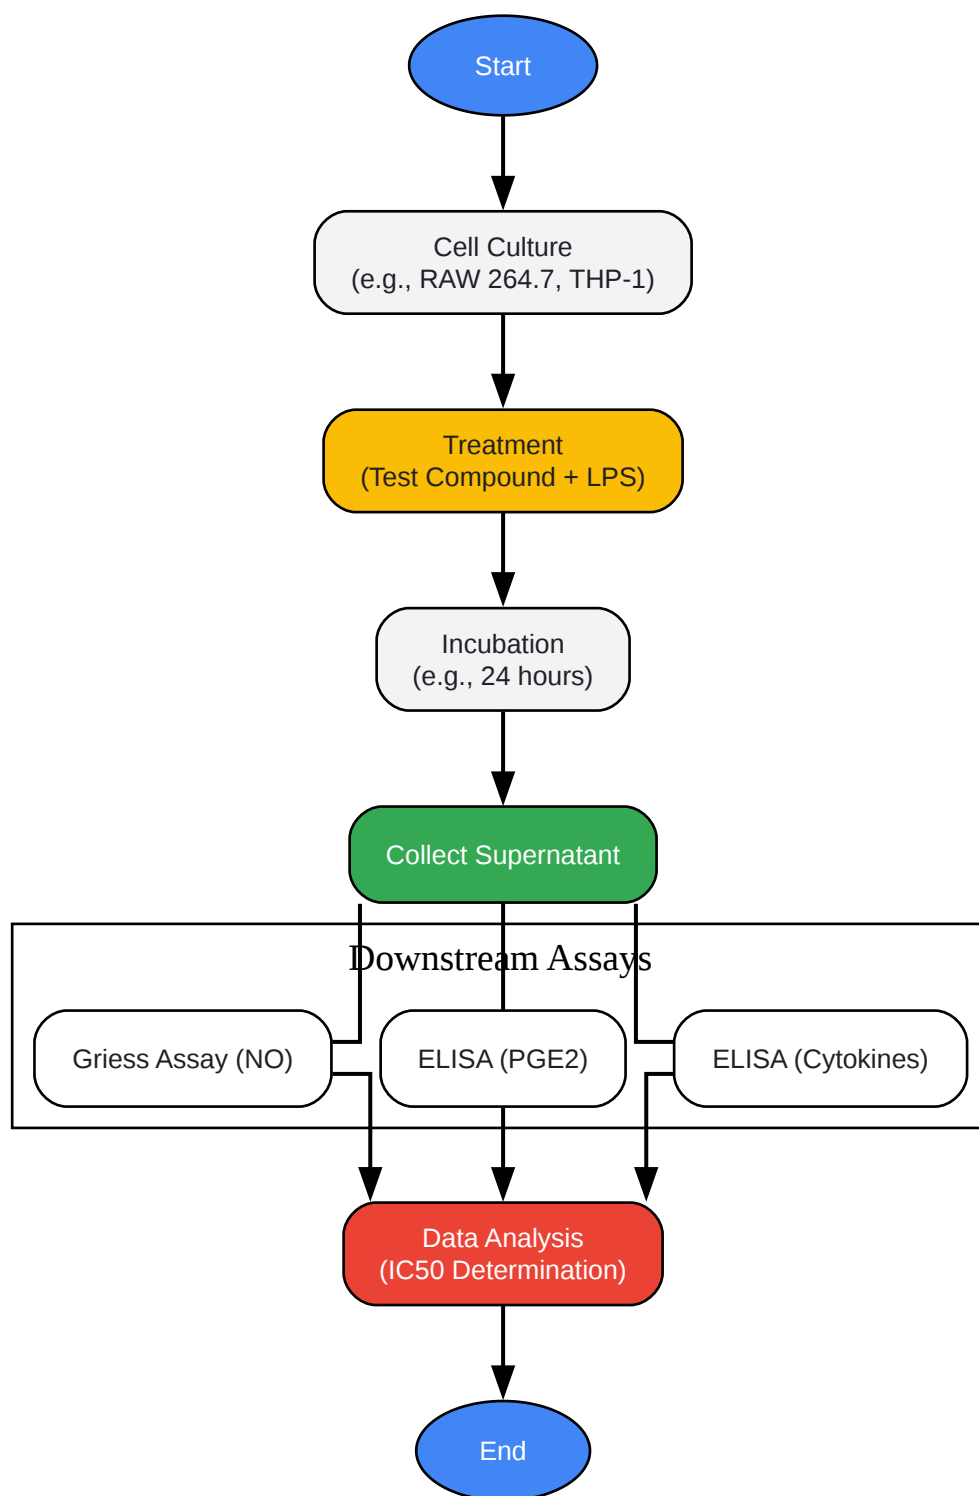 Start
Cell Culture
(e.g., RAW 264.7, THP-1)
Treatment
(Test Compound + LPS)
Incubation
(e.g., 24 hours)
Collect Supernatant
Downstream Assays
Griess Assay (NO)
ELISA (PGE2)
ELISA (Cytokines)
Data Analysis
(IC50 Determination)
End